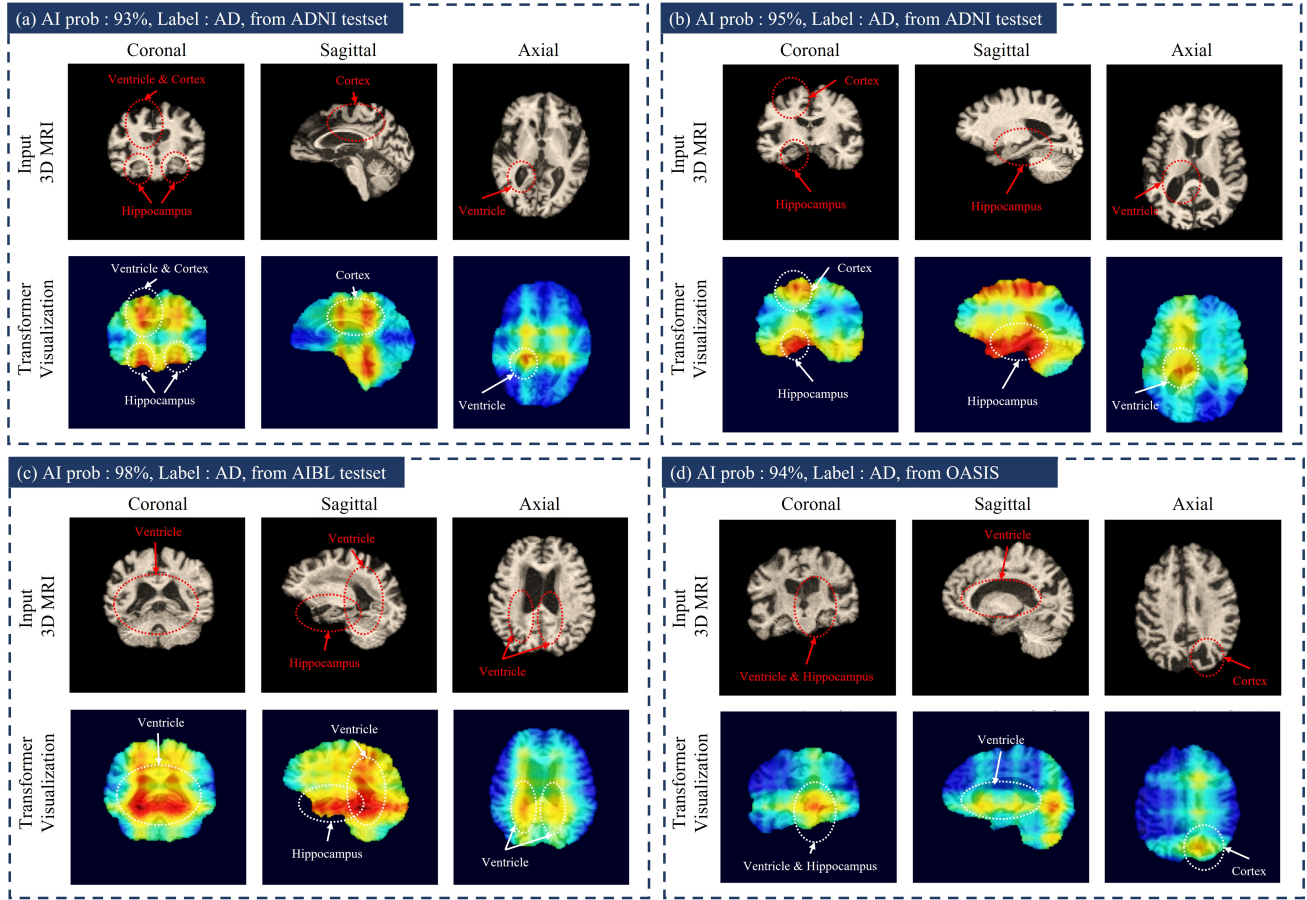 (a) AI prob : 93%, Label : AD, from ADNI testset
Coronal
Sagittal
Axial
Input
3D MRI
Ventricle & Cortex
Hippocampus
Cortex
Ventricle
Transformer
Visualization
Ventricle & Cortex
Hippocampus
Cortex
Ventricle
(b) AI prob : 95%, Label : AD, from ADNI testset
Coronal
Sagittal
Axial
Input
3D MRI
Cortex
Hippocampus
Hippocampus
Ventricle
Transformer
Visualization
Cortex
Hippocampus
Hippocampus
Ventricle
(c) AI prob : 98%, Label : AD, from AIBL testset
Coronal
Sagittal
Axial
Input
3D MRI
Ventricle
Ventricle
Hippocampus
Ventricle
Transformer
Visualization
Ventricle
Ventricle
Hippocampus
Ventricle
(d) AI prob : 94%, Label : AD, from OASIS
Coronal
Sagittal
Axial
Input
3D MRI
Ventricle & Hippocampus
Ventricle
Cortex
Transformer
Visualization
Ventricle & Hippocampus
Ventricle
Cortex